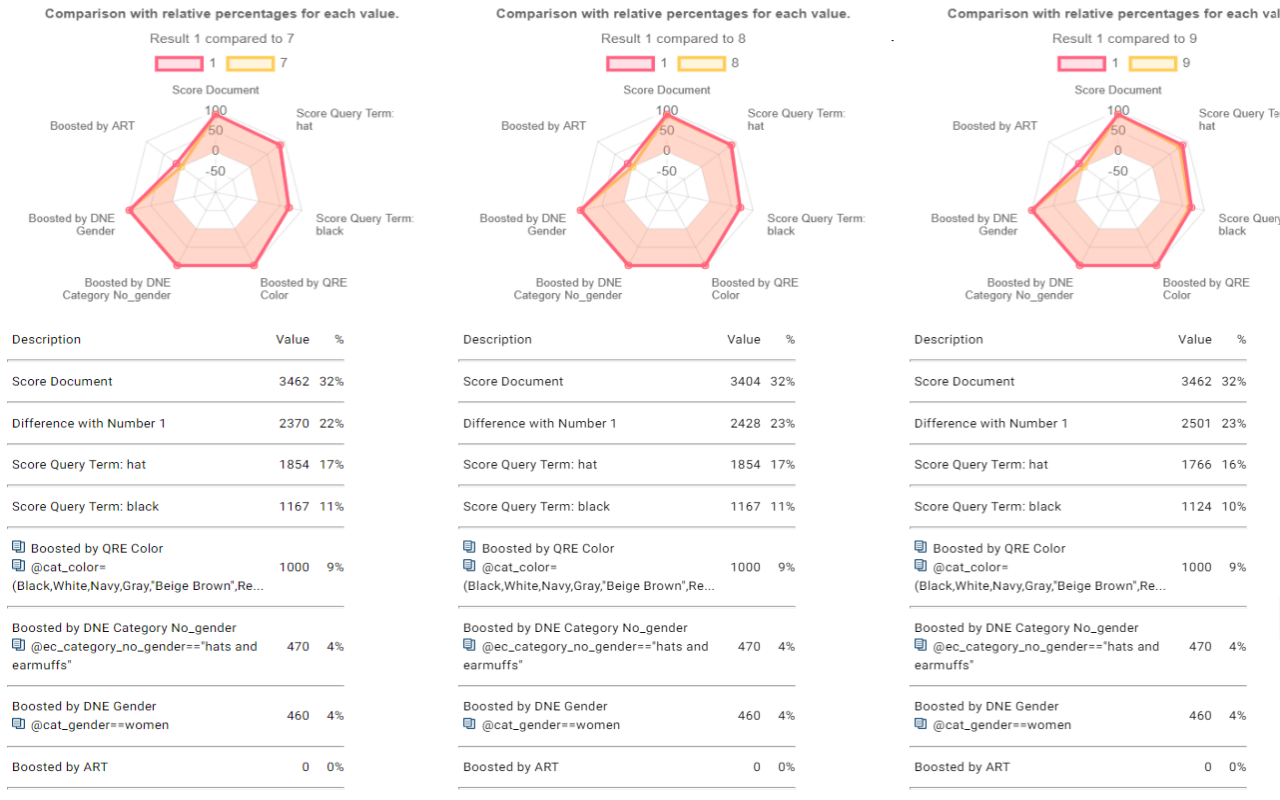 Comparison with relative percentages for each value.
Result 1 compared to 7
1 7
Score Document
100
50
0
-50
Score Query Term:
hat
Score Query Term:
black
Boosted by QRE
Color
Boosted by DNE
Category No_gender
Boosted by DNE
Gender
Boosted by ART
Description Value %
Score Document 3462 32%
Difference with Number 1 2370 22%
Score Query Term: hat 1854 17%
Score Query Term: black 1167 11%
Boosted by QRE Color
@cat_color=
(Black,White,Navy,Gray,"Beige Brown",Re... 1000 9%
Boosted by DNE Category No_gender
@ec_category_no_gender=="hats and
earmuffs" 470 4%
Boosted by DNE Gender
@cat_gender==women 460 4%
Boosted by ART 0 0%
Comparison with relative percentages for each value.
Result 1 compared to 8
1 8
Score Document
100
50
0
-50
Score Query Term:
hat
Score Query Term:
black
Boosted by QRE
Color
Boosted by DNE
Category No_gender
Boosted by DNE
Gender
Boosted by ART
Description Value %
Score Document 3404 32%
Difference with Number 1 2428 23%
Score Query Term: hat 1854 17%
Score Query Term: black 1167 11%
Boosted by QRE Color
@cat_color=
(Black,White,Navy,Gray,"Beige Brown",Re... 1000 9%
Boosted by DNE Category No_gender
@ec_category_no_gender=="hats and
earmuffs" 470 4%
Boosted by DNE Gender
@cat_gender==women 460 4%
Boosted by ART 0 0%
Comparison with relative percentages for each val
Result 1 compared to 9
1 9
Score Document
100
50
0
-50
Score Query Te
hat
Score Query
black
Boosted by QRE
Color
Boosted by DNE
Category No_gender
Boosted by DNE
Gender
Boosted by ART
Description Value %
Score Document 3462 32%
Difference with Number 1 2501 23%
Score Query Term: hat 1766 16%
Score Query Term: black 1124 10%
Boosted by QRE Color
@cat_color=
(Black,White,Navy,Gray,"Beige Brown",Re... 1000 9%
Boosted by DNE Category No_gender
@ec_category_no_gender=="hats and
earmuffs" 470 4%
Boosted by DNE Gender
@cat_gender==women 460 4%
Boosted by ART 0 0%